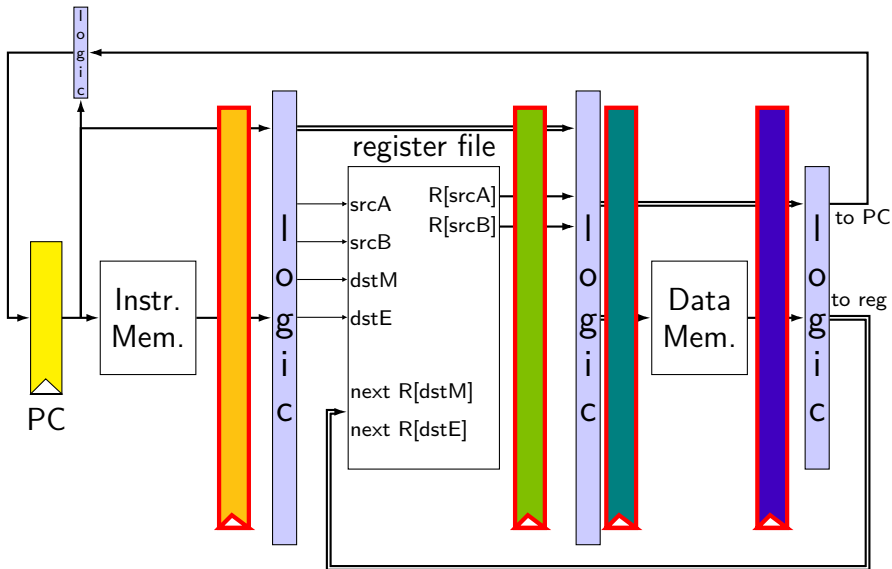 logic
register file
logic
srcA
srcB
dstM
dstE
next R[dstM]
next R[dstE]
R[srcA]
R[srcB]
logic
logic
to PC
to reg
Instr.
Mem.
Data
Mem.
PC